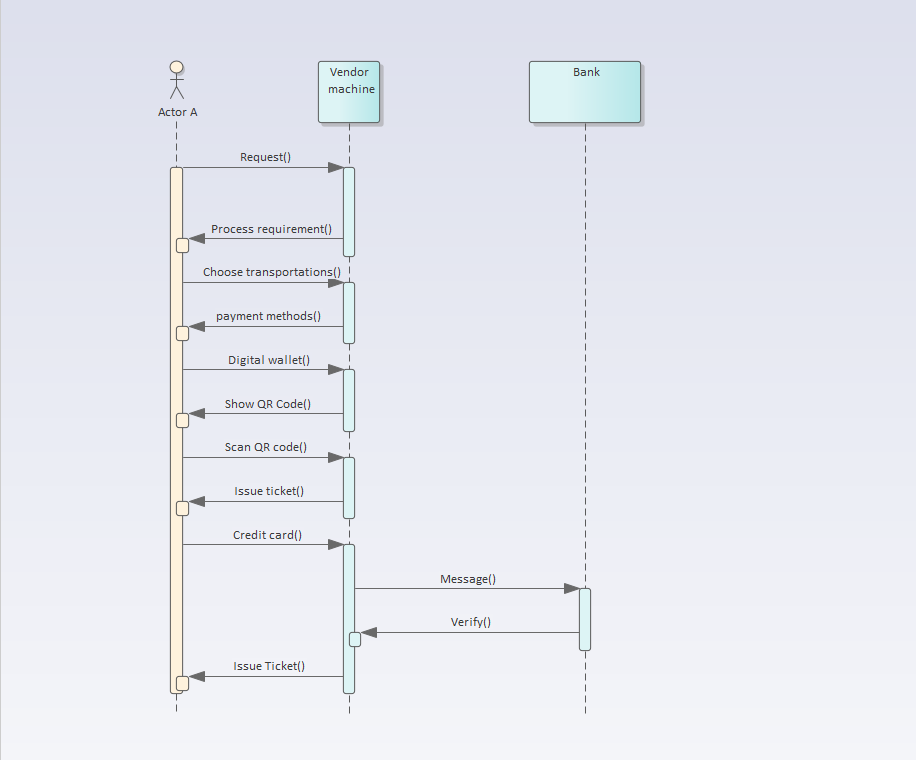 Vendor
machine
Bank
Actor A
Request()
Process requirement()
Choose transportations()
payment methods()
Digital wallet()
Show QR Code()
Scan QR code()
Issue ticket()
Credit card()
Message()
Verify()
Issue Ticket()